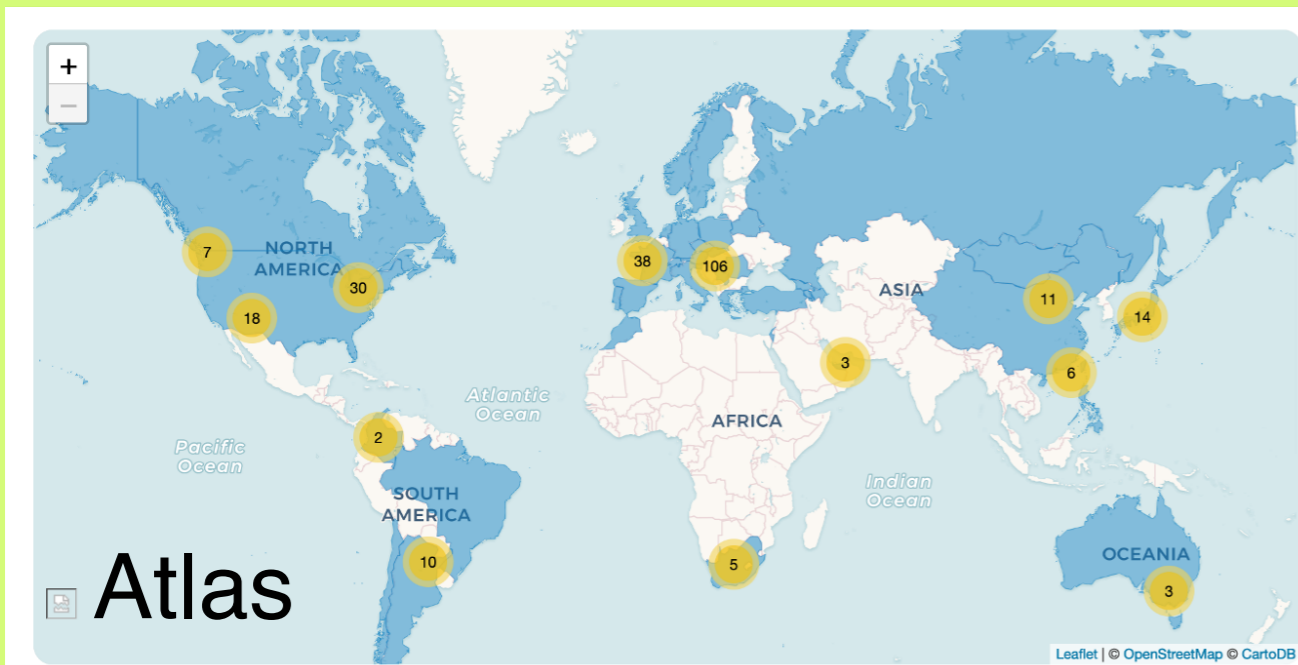 +
−
7
NORTH
AMERICA
30
18
38
106
ASIA
11
14
3
6
Atlantic
Ocean
AFRICA
2
Pacific
Ocean
Indian
Ocean
SOUTH
AMERICA
10
5
OCEANIA
3
Atlas
Leaflet | © OpenStreetMap © CartoDB